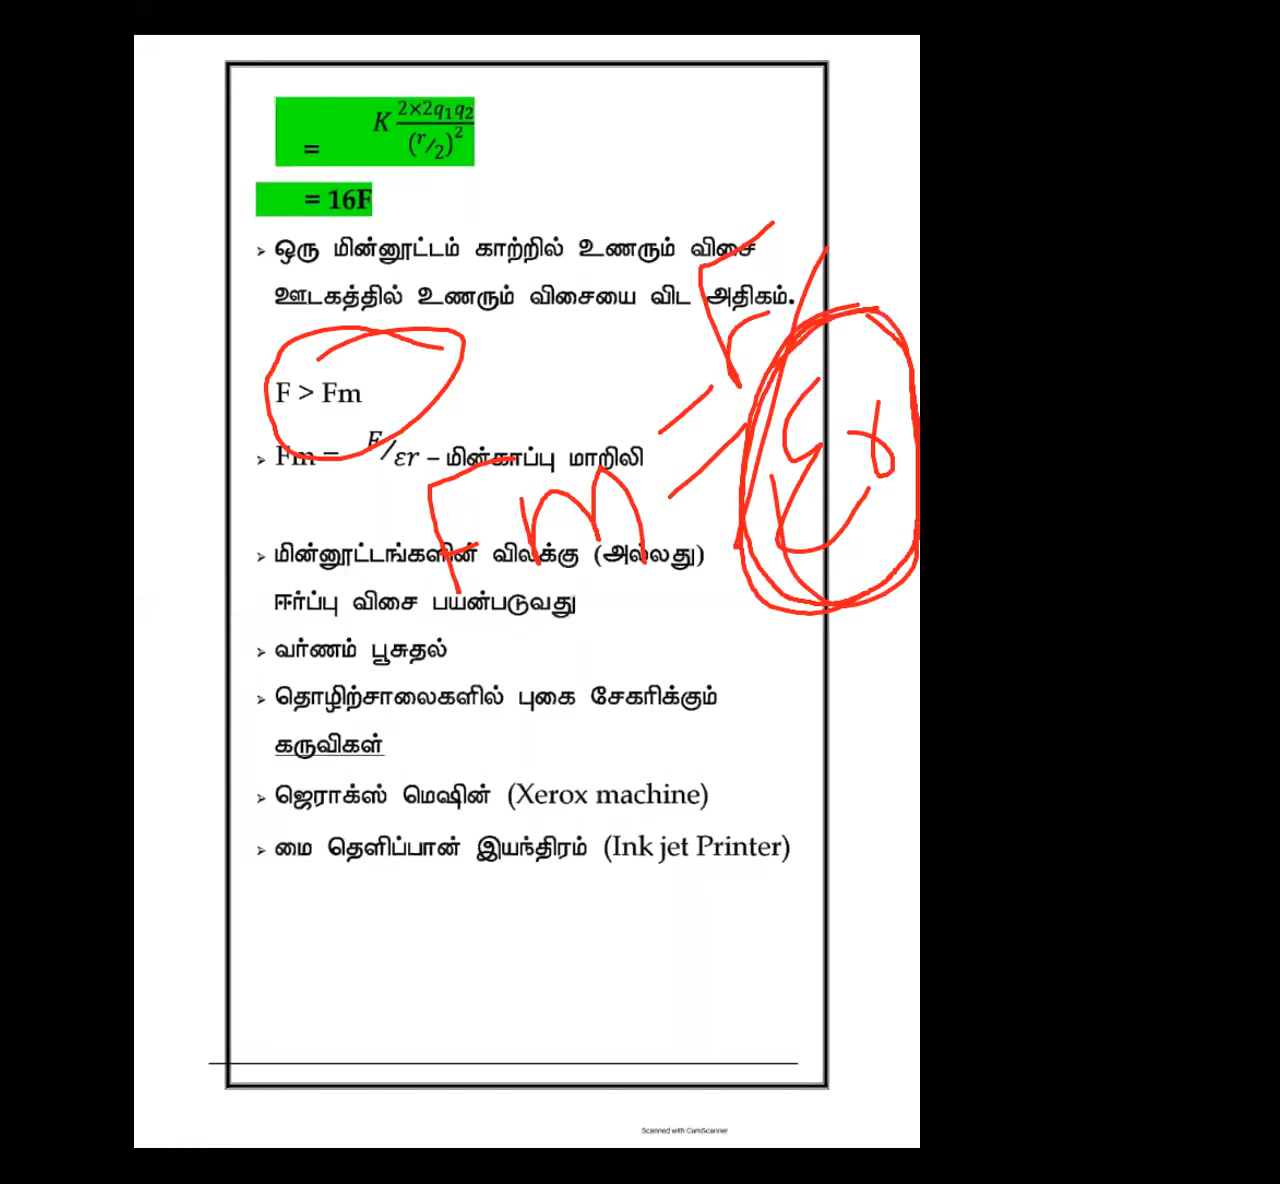 = K 2×2q₁q₂/(r/2)²
= 16F
➢ ஒரு மின்னூட்டம் காற்றில் உணரும் விசை
ஊடகத்தில் உணரும் விசையை விட அதிகம்.
F > Fm
➢ Fm = F/εr – மின்காப்பு மாறிலி
Fm = F/εr
➢ மின்னூட்டங்களின் விலக்கு (அல்லது)
ஈர்ப்பு விசை பயன்படுவது
➢ வர்ணம் பூசுதல்
➢ தொழிற்சாலைகளில் புகை சேகரிக்கும்
கருவிகள்
➢ ஜெராக்ஸ் மெஷின் (Xerox machine)
➢ மை தெளிப்பான் இயந்திரம் (Ink jet Printer)
Scanned with CamScanner